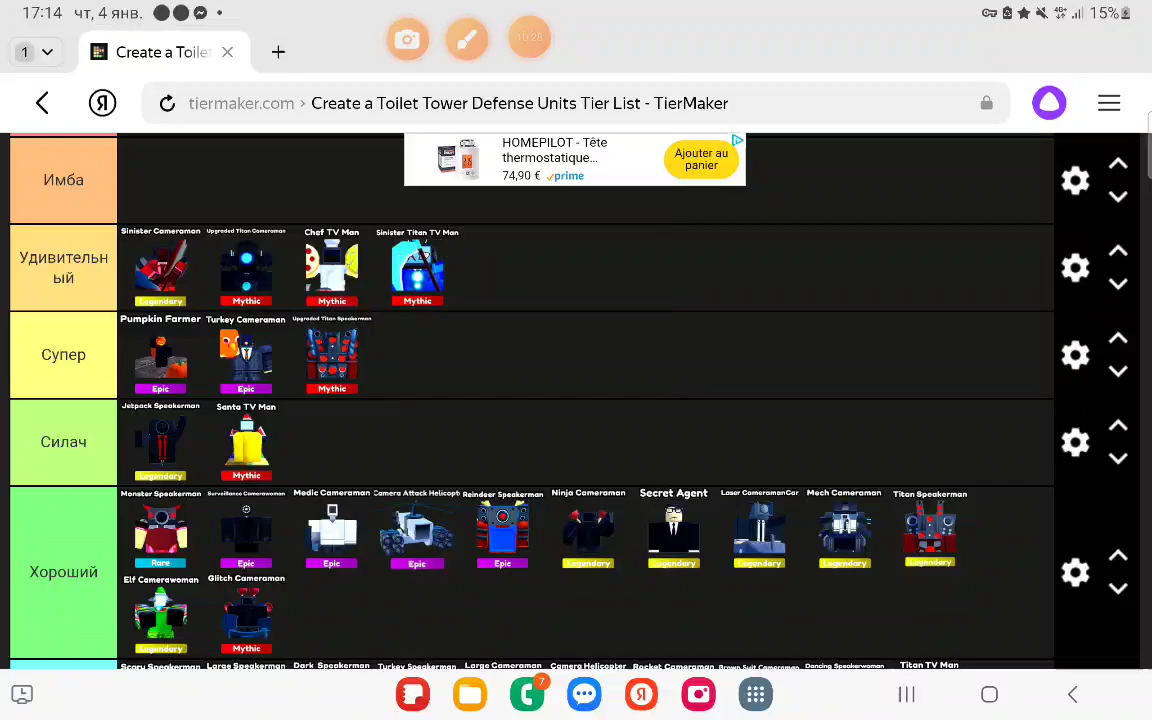 17:14 чт, 4 янв.
10:28
15%
1
Create a Toilet
tiermaker.com › Create a Toilet Tower Defense Units Tier List - TierMaker
HOMEPILOT - Tête
thermostatique...
74,90 € prime
Ajouter au
panier
Имба
Удивительн
ый
Sinister Cameraman
Upgraded Titan Cameraman
Chef TV Man
Sinister Titan TV Man
Legendary
Mythic
Mythic
Mythic
Супер
Pumpkin Farmer
Turkey Cameraman
Upgraded Titan Speakerman
Epic
Epic
Mythic
Силач
Jetpack Speakerman
Santa TV Man
Legendary
Mythic
Хороший
Monster Speakerman
Surveillance Camerawoman
Medic Cameraman
Camera Attack Helicopt
Reindeer Speakerman
Ninja Cameraman
Secret Agent
Laser CameramanCar
Mech Cameraman
Titan Speakerman
Rare
Epic
Epic
Epic
Epic
Legendary
Legendary
Legendary
Legendary
Legendary
Elf Camerawoman
Glitch Cameraman
Legendary
Mythic
Scary Speakerman
Large Speakerman
Dark Speakerman
Turkey Speakerman
Large Cameraman
Camera Helicopter
Rocket Cameraman
Brown Suit Cameraman
Dancing Speakerwoman
Titan TV Man
7